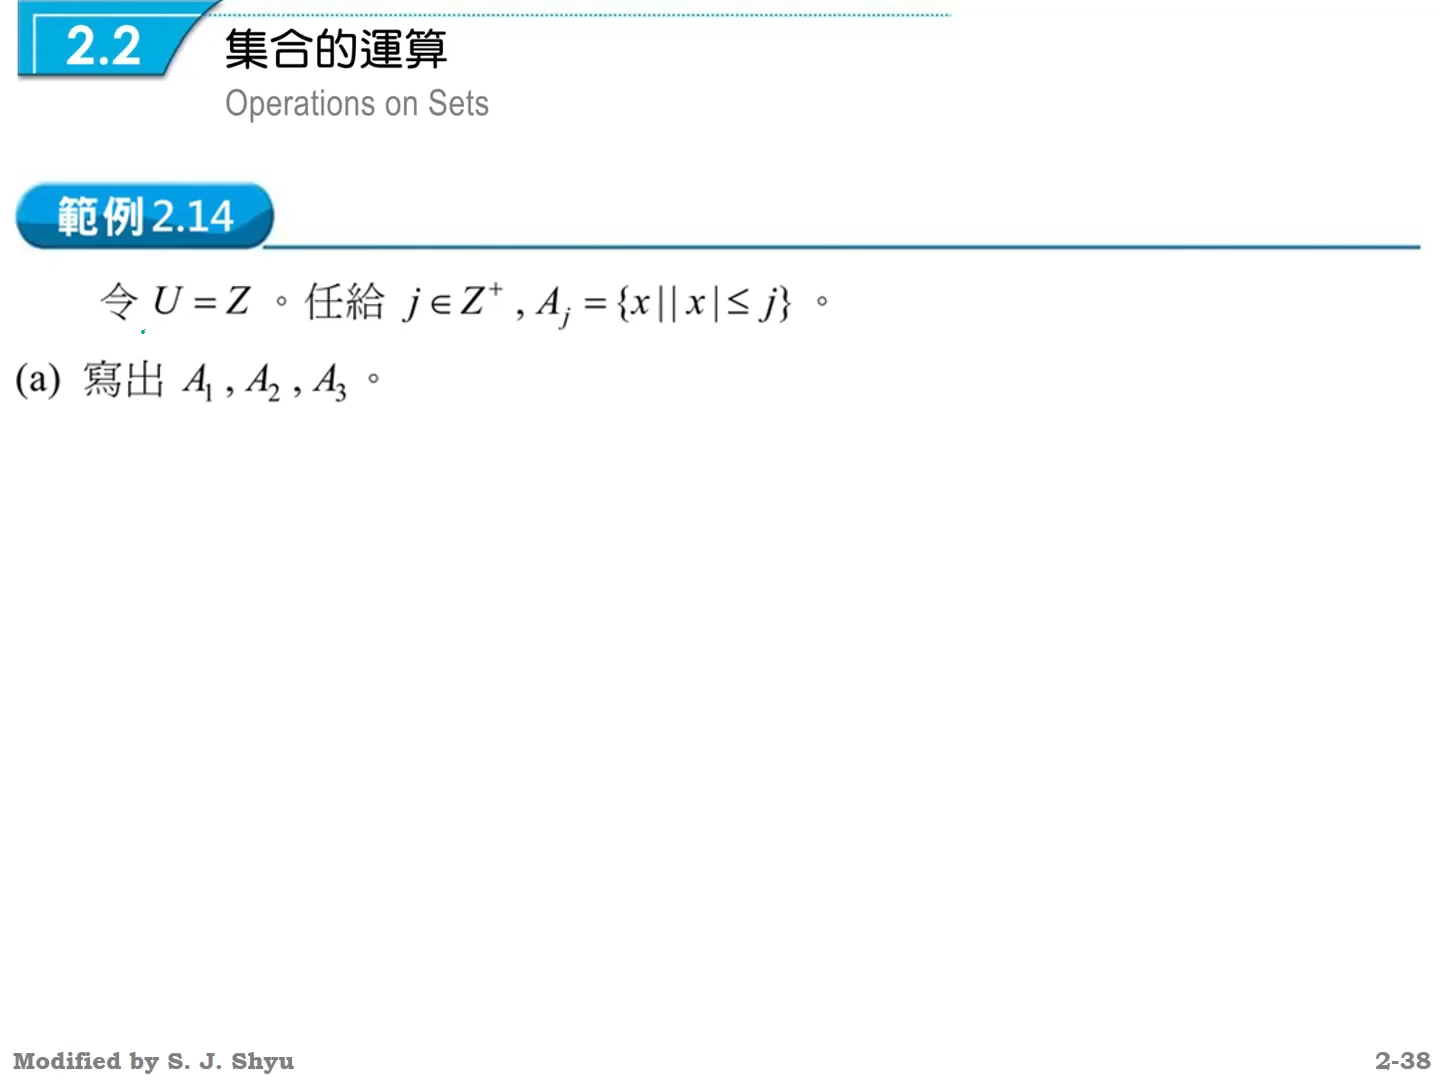 2.2 集合的運算
Operations on Sets
範例2.14
令 U = Z 。任給 j ∈ Z⁺ , Aⱼ = {x | | x | ≤ j} 。
(a) 寫出 A₁ , A₂ , A₃ 。
Modified by S. J. Shyu
2-38